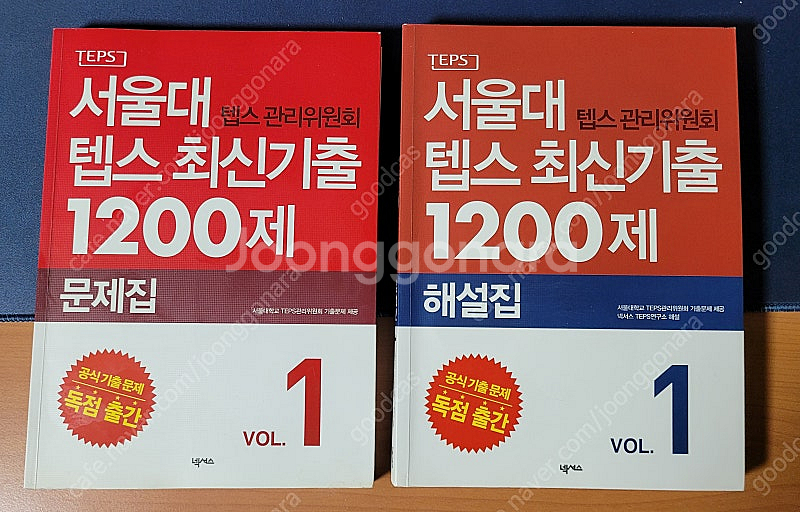 TEPS
서울대
텝스 관리위원회
텝스 최신기출
1200제
문제집
서울대학교 TEPS관리위원회 기출문제 제공
공식 기출 문제
독점 출간
VOL. 1
넥서스
TEPS
서울대
텝스 관리위원회
텝스 최신기출
1200제
해설집
서울대학교 TEPS관리위원회 기출문제 제공
넥서스 TEPS연구소 해설
공식 기출 문제
독점 출간
VOL. 1
넥서스
Joonggonara